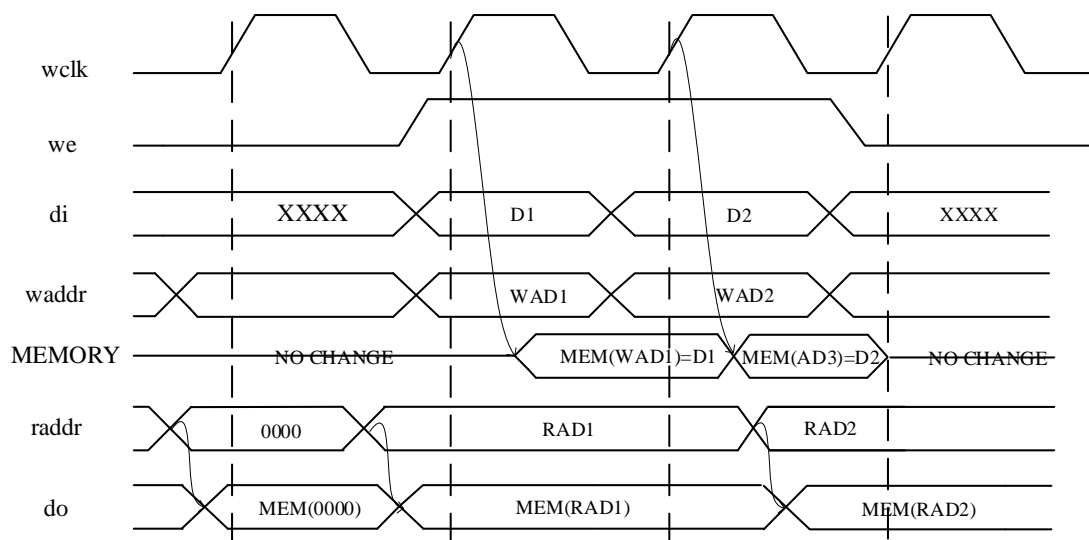 wclk
we
di XXXX D1 D2 XXXX
waddr WAD1 WAD2
MEMORY NO CHANGE MEM(WAD1)=D1 MEM(AD3)=D2 NO CHANGE
raddr 0000 RAD1 RAD2
do MEM(0000) MEM(RAD1) MEM(RAD2)